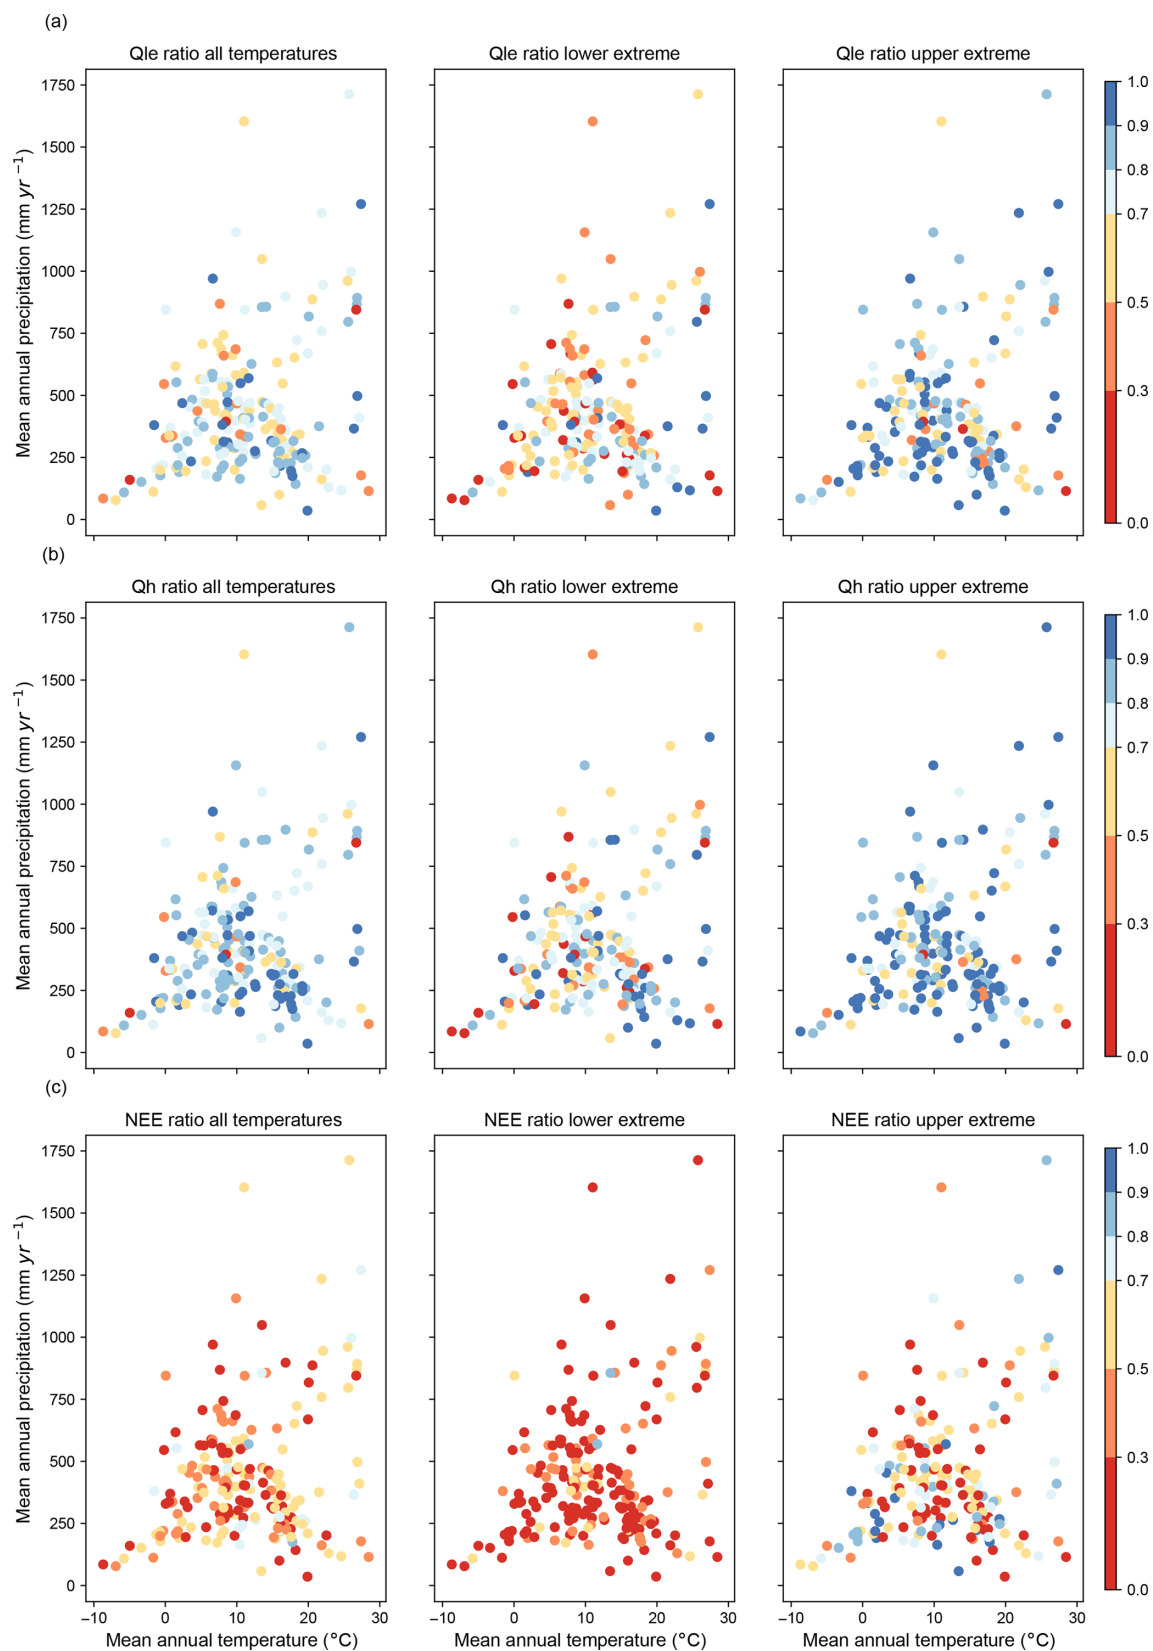 (a)
Qle ratio all temperatures
Qle ratio lower extreme
Qle ratio upper extreme
Mean annual precipitation (mm yr⁻¹)
1750
1500
1250
1000
750
500
250
0
1.0
0.9
0.8
0.7
0.5
0.3
0.0
(b)
Qh ratio all temperatures
Qh ratio lower extreme
Qh ratio upper extreme
Mean annual precipitation (mm yr⁻¹)
1750
1500
1250
1000
750
500
250
0
1.0
0.9
0.8
0.7
0.5
0.3
0.0
(c)
NEE ratio all temperatures
NEE ratio lower extreme
NEE ratio upper extreme
Mean annual precipitation (mm yr⁻¹)
1750
1500
1250
1000
750
500
250
0
1.0
0.9
0.8
0.7
0.5
0.3
0.0
−10 0 10 20 30
−10 0 10 20 30
−10 0 10 20 30
Mean annual temperature (°C)
Mean annual temperature (°C)
Mean annual temperature (°C)